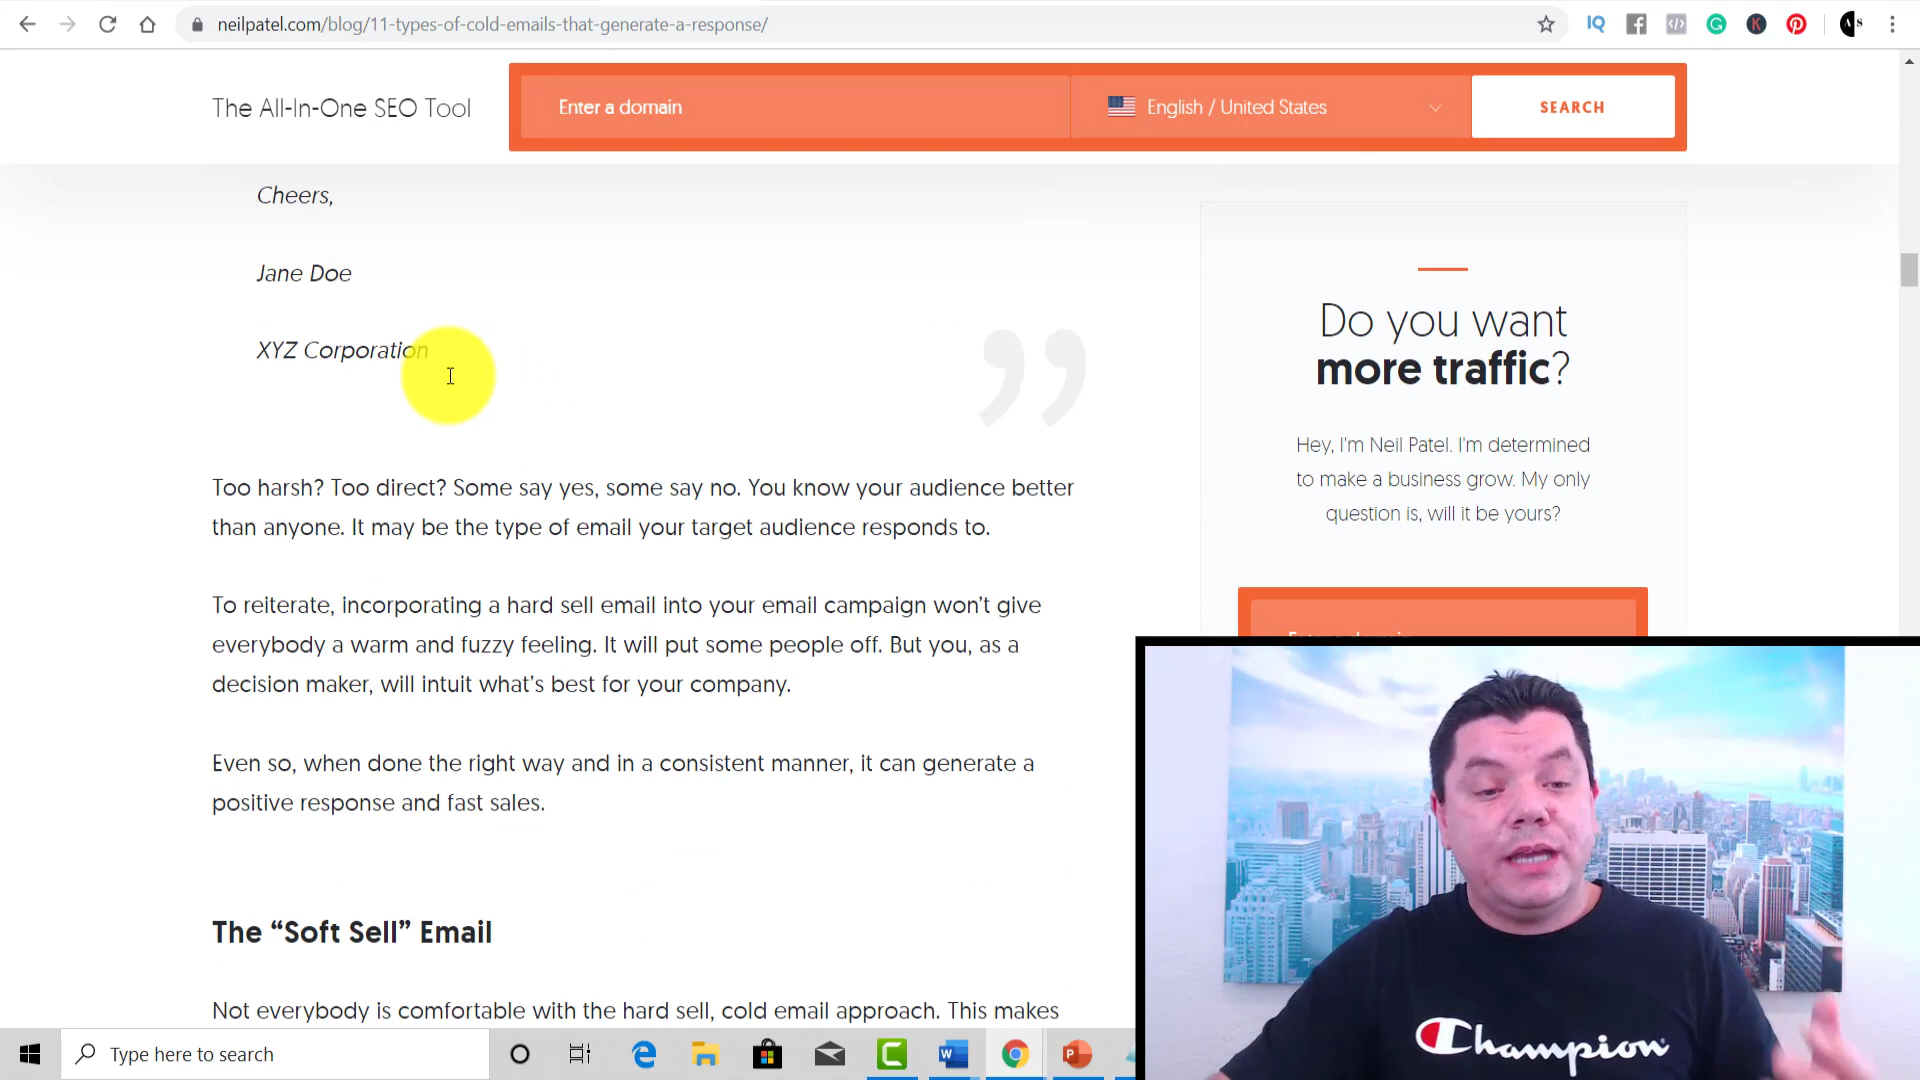 neilpatel.com/blog/11-types-of-cold-emails-that-generate-a-response/
The All-In-One SEO Tool
Enter a domain
English / United States
SEARCH
Cheers,
Jane Doe
XYZ Corporation
Too harsh? Too direct? Some say yes, some say no. You know your audience better
than anyone. It may be the type of email your target audience responds to.
To reiterate, incorporating a hard sell email into your email campaign won't give
everybody a warm and fuzzy feeling. It will put some people off. But you, as a
decision maker, will intuit what's best for your company.
Even so, when done the right way and in a consistent manner, it can generate a
positive response and fast sales.
The “Soft Sell” Email
Not everybody is comfortable with the hard sell, cold email approach. This makes
Do you want
more traffic?
Hey, I'm Neil Patel. I'm determined
to make a business grow. My only
question is, will it be yours?
Champion
Type here to search